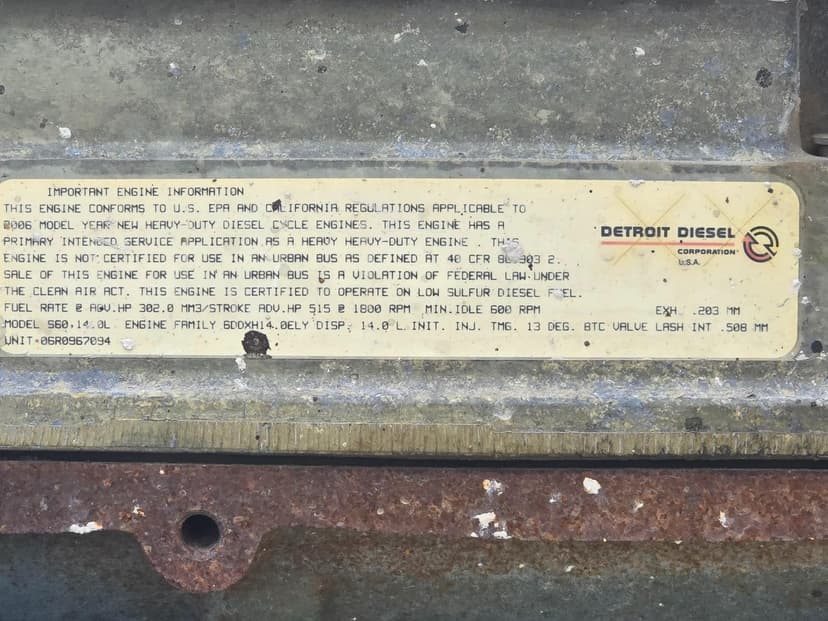 IMPORTANT ENGINE INFORMATION
THIS ENGINE CONFORMS TO U.S. EPA AND CALIFORNIA REGULATIONS APPLICABLE TO
2006 MODEL YEAR NEW HEAVY-DUTY DIESEL CYCLE ENGINES. THIS ENGINE HAS A
PRIMARY INTENDED SERVICE APPLICATION AS A HEAVY HEAVY-DUTY ENGINE . THIS
ENGINE IS NOT CERTIFIED FOR USE IN AN URBAN BUS AS DEFINED AT 40 CFR 2.
SALE OF THIS ENGINE FOR USE IN AN URBAN BUS IS A VIOLATION OF FEDERAL LAW UNDER
THE CLEAN AIR ACT. THIS ENGINE IS CERTIFIED TO OPERATE ON LOW SULFUR DIESEL FUEL.
FUEL RATE @ ADV.HP 302.0 MM3/STROKE ADV.HP 515 @ 1800 RPM MIN.IDLE 600 RPM EXH. .203 MM
MODEL S60,14.0L ENGINE FAMILY 6DDXH14.0ELY DISP. 14.0 L. INIT. INJ. TMG. 13 DEG. BTC VALVE LASH INT .508 MM
UNIT 06R0967094
DETROIT DIESEL
CORPORATION
U.S.A.